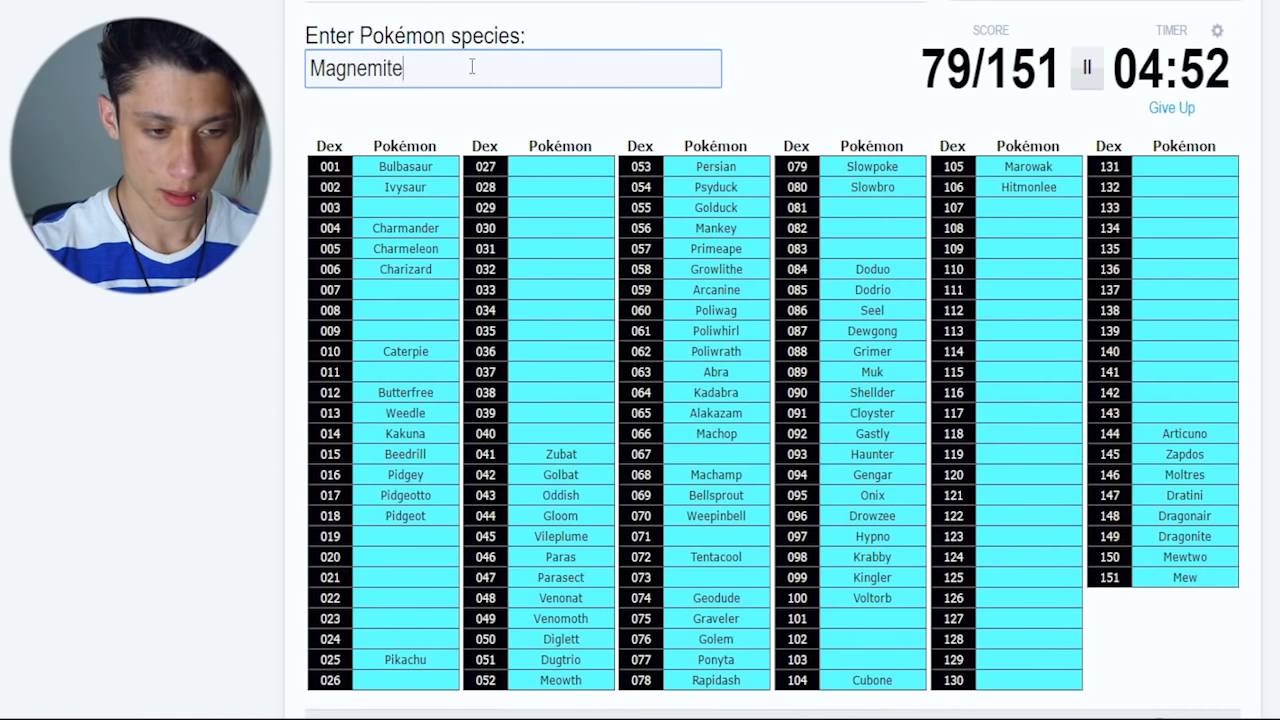 Enter Pokémon species:
SCORE
TIMER
Magnemite
79/151
II
04:52
Give Up
Dex Pokémon Dex Pokémon Dex Pokémon Dex Pokémon Dex Pokémon Dex Pokémon
001 Bulbasaur 027 053 Persian 079 Slowpoke 105 Marowak 131
002 Ivysaur 028 054 Psyduck 080 Slowbro 106 Hitmonlee 132
003 029 055 Golduck 081 107 133
004 Charmander 030 056 Mankey 082 108 134
005 Charmeleon 031 057 Primeape 083 109 135
006 Charizard 032 058 Growlithe 084 Doduo 110 136
007 033 059 Arcanine 085 Dodrio 111 137
008 034 060 Poliwag 086 Seel 112 138
009 035 061 Poliwhirl 087 Dewgong 113 139
010 Caterpie 036 062 Poliwrath 088 Grimer 114 140
011 037 063 Abra 089 Muk 115 141
012 Butterfree 038 064 Kadabra 090 Shellder 116 142
013 Weedle 039 065 Alakazam 091 Cloyster 117 143
014 Kakuna 040 066 Machop 092 Gastly 118 144 Articuno
015 Beedrill 041 Zubat 067 093 Haunter 119 145 Zapdos
016 Pidgey 042 Golbat 068 Machamp 094 Gengar 120 146 Moltres
017 Pidgeotto 043 Oddish 069 Bellsprout 095 Onix 121 147 Dratini
018 Pidgeot 044 Gloom 070 Weepinbell 096 Drowzee 122 148 Dragonair
019 045 Vileplume 071 097 Hypno 123 149 Dragonite
020 046 Paras 072 Tentacool 098 Krabby 124 150 Mewtwo
021 047 Parasect 073 099 Kingler 125 151 Mew
022 048 Venonat 074 Geodude 100 Voltorb 126
023 049 Venomoth 075 Graveler 101 127
024 050 Diglett 076 Golem 102 128
025 Pikachu 051 Dugtrio 077 Ponyta 103 129
026 052 Meowth 078 Rapidash 104 Cubone 130